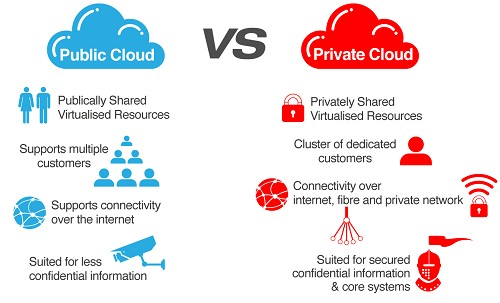 Public Cloud
VS
Private Cloud
Publically Shared
Virtualised Resources
Privately Shared
Virtualised Resources
Supports multiple
customers
Cluster of dedicated
customers
Supports connectivity
over the internet
Connectivity over
internet, fibre and private network
Suited for less
confidential information
Suited for secured
confidential information
& core systems